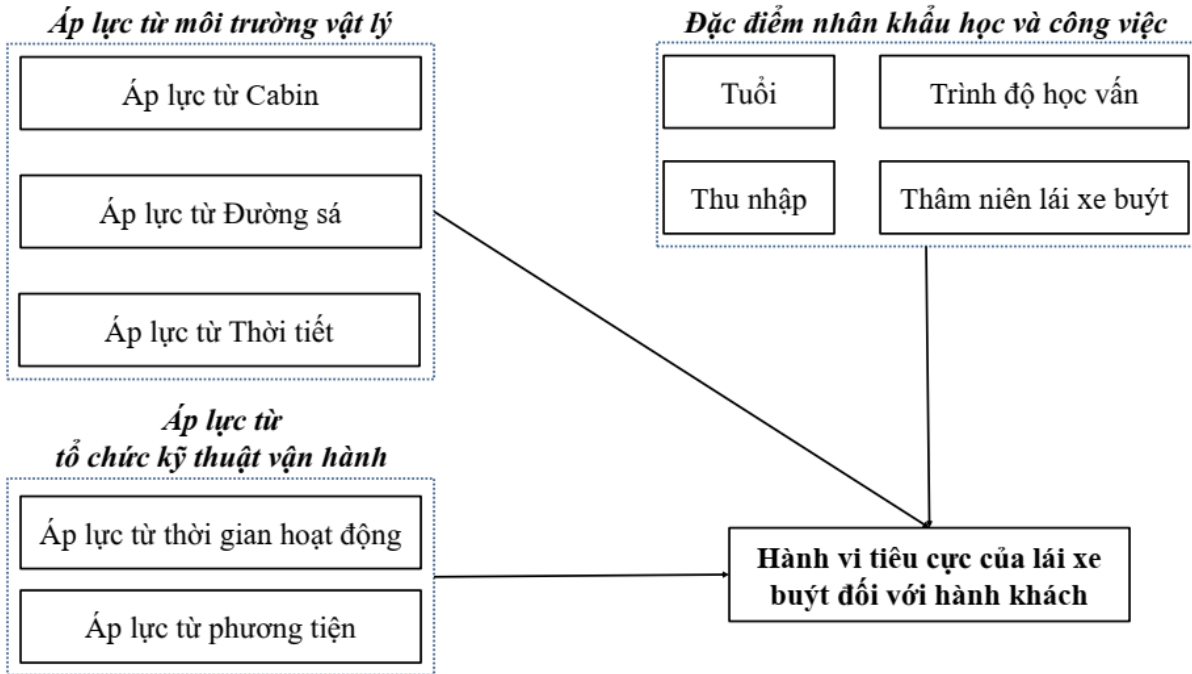 Áp lực từ môi trường vật lý
Áp lực từ Cabin
Áp lực từ Đường sá
Áp lực từ Thời tiết
Đặc điểm nhân khẩu học và công việc
Tuổi
Trình độ học vấn
Thu nhập
Thâm niên lái xe buýt
Áp lực từ
tổ chức kỹ thuật vận hành
Áp lực từ thời gian hoạt động
Áp lực từ phương tiện
Hành vi tiêu cực của lái xe
buýt đối với hành khách